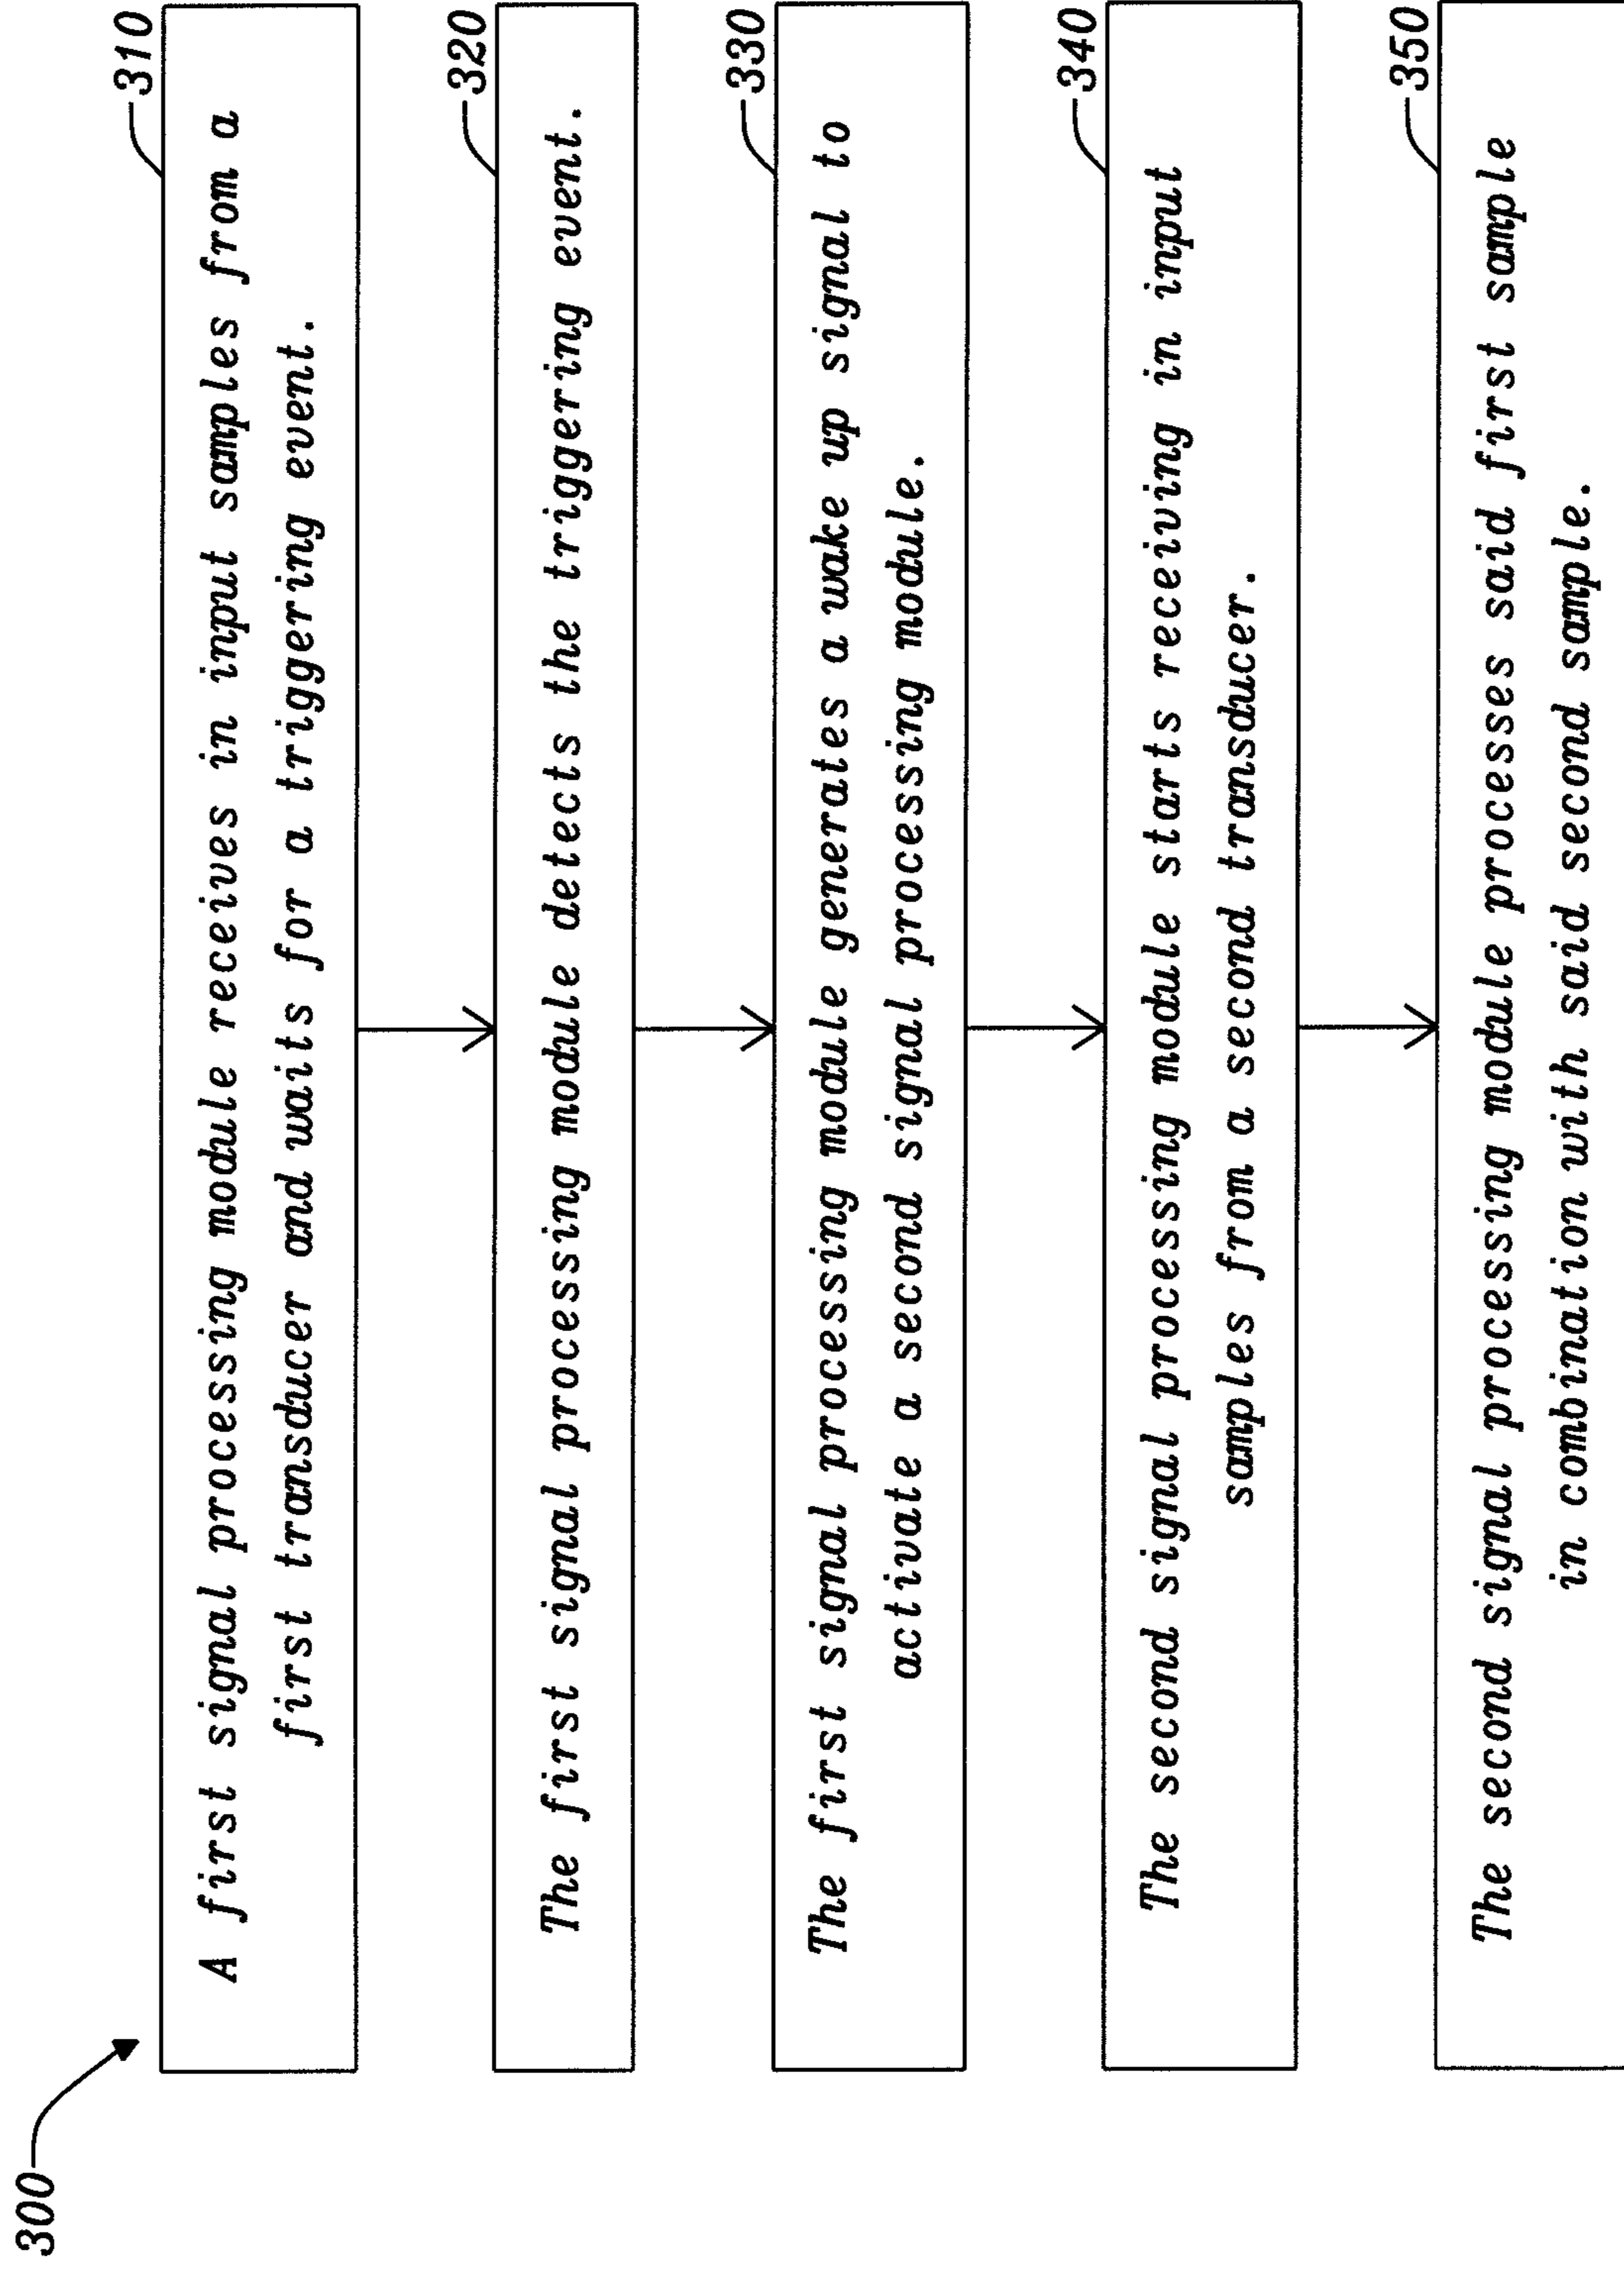 300
310
A first signal processing module receives in input samples from a
first transducer and waits for a triggering event.
320
The first signal processing module detects the triggering event.
330
The first signal processing module generates a wake up signal to
activate a second signal processing module.
340
The second signal processing module starts receiving in input
samples from a second transducer.
350
The second signal processing module processes said first sample
in combination with said second sample.